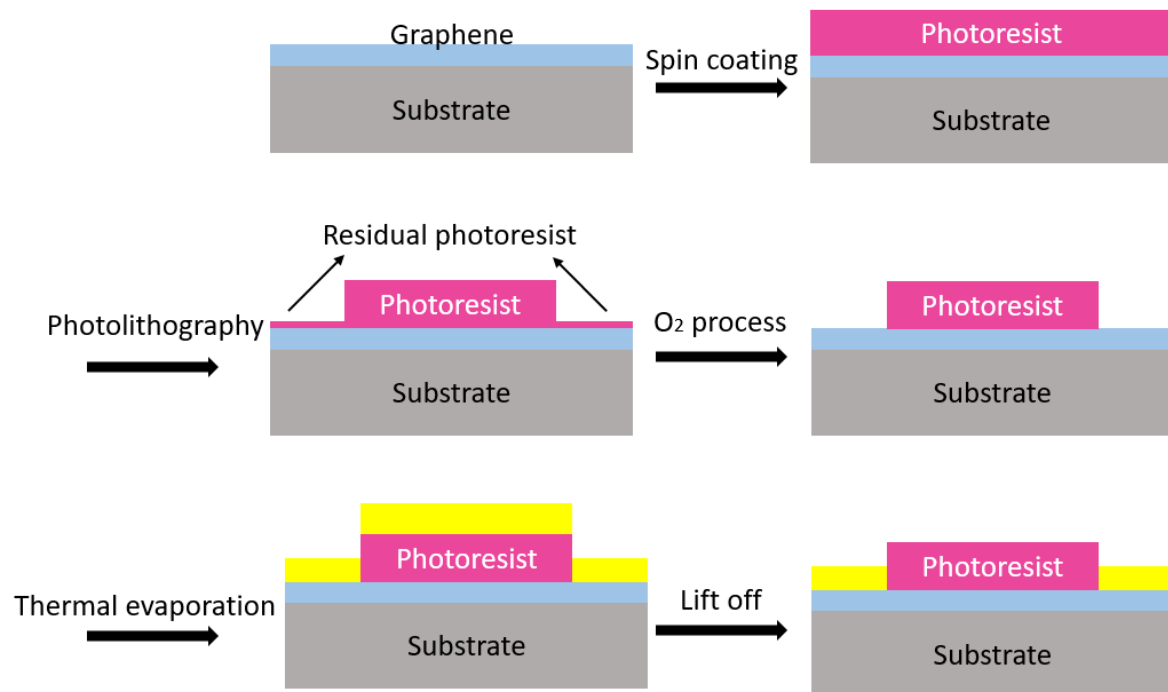 Graphene
Substrate
Spin coating
Photoresist
Substrate
Photolithography
Residual photoresist
Photoresist
Substrate
O₂ process
Photoresist
Substrate
Thermal evaporation
Photoresist
Substrate
Lift off
Photoresist
Substrate